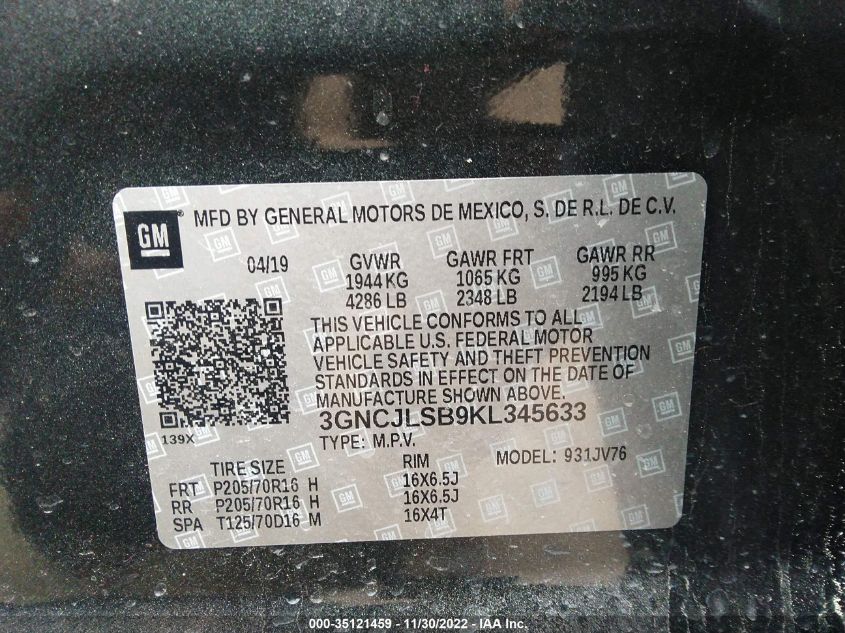 GM
MFD BY GENERAL MOTORS DE MEXICO, S. DE R.L. DE C.V.
04/19 GVWR GAWR FRT GAWR RR
1944 KG 1065 KG 995 KG
4286 LB 2348 LB 2194 LB
THIS VEHICLE CONFORMS TO ALL
APPLICABLE U.S. FEDERAL MOTOR
VEHICLE SAFETY AND THEFT PREVENTION
STANDARDS IN EFFECT ON THE DATE OF
MANUFACTURE SHOWN ABOVE.
3GNCJLSB9KL345633
139X
TYPE: M.P.V. MODEL: 931JV76
TIRE SIZE RIM
FRT P205/70R16 H 16X6.5J
RR P205/70R16 H 16X6.5J
SPA T125/70D16 M 16X4T
000-35121459 - 11/30/2022 - IAA Inc.